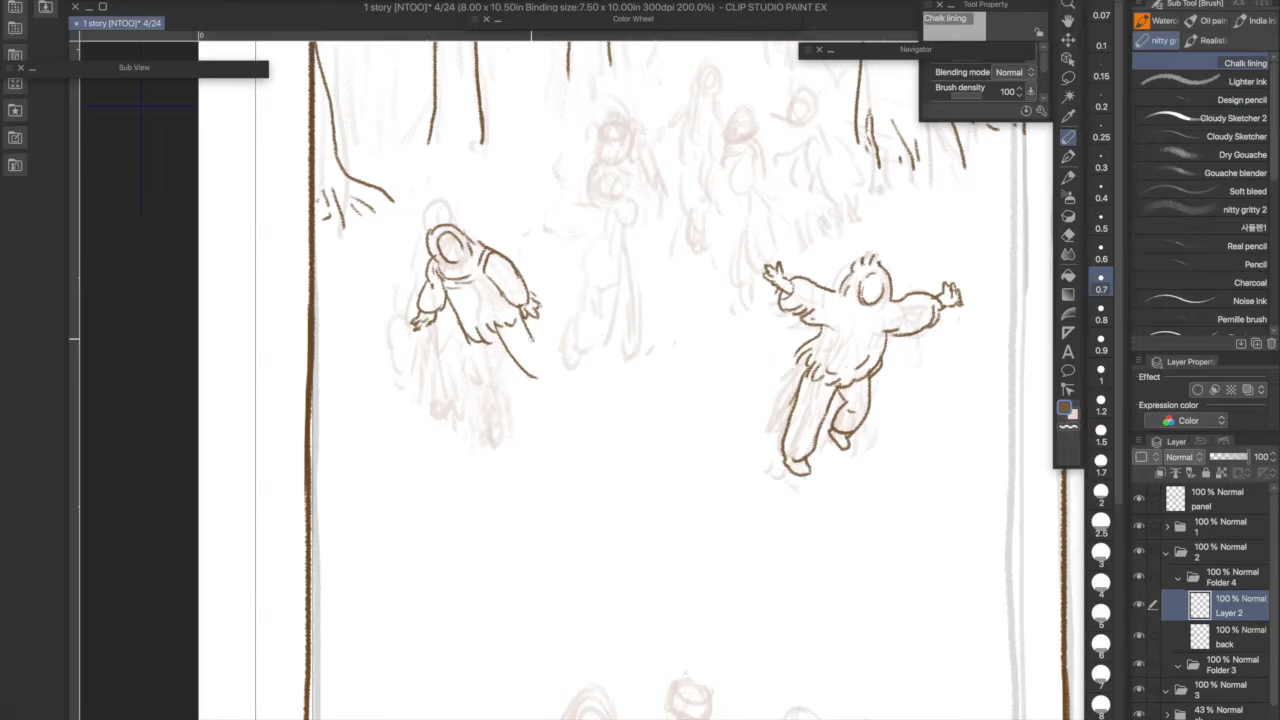 1 story [NTOO]* 4/24 (8.00 x 10.50in Binding size:7.50 x 10.00in 300dpi 200.0%) - CLIP STUDIO PAINT EX
1 story [NTOO]* 4/24
Color Wheel
Sub View
0
Tool Property
Chalk lining
Navigator
Blending mode Normal
Brush density 100
0.07
0.1
0.15
0.2
0.25
0.3
0.4
0.5
0.6
0.7
0.8
0.9
1
1.2
1.5
1.7
2
2.5
3
4
5
6
7
8
Sub Tool [Brush]
Waterc Oil pain India in
nitty gr Realisti
Chalk lining
Lighter ink
Design pencil
Cloudy Sketcher 2
Cloudy Sketcher
Dry Gouache
Gouache blender
Soft bleed
nitty gritty 2
사들펜1
Real pencil
Pencil
Charcoal
Noise Ink
Pernille brush
Layer Property
Effect
Expression color
Color
Layer
Normal 100
100 % Normal
panel
100 % Normal
1
100 % Normal
2
100 % Normal
Folder 4
100 % Normal
Layer 2
100 % Normal
back
100 % Normal
Folder 3
100 % Normal
3
43 % Normal